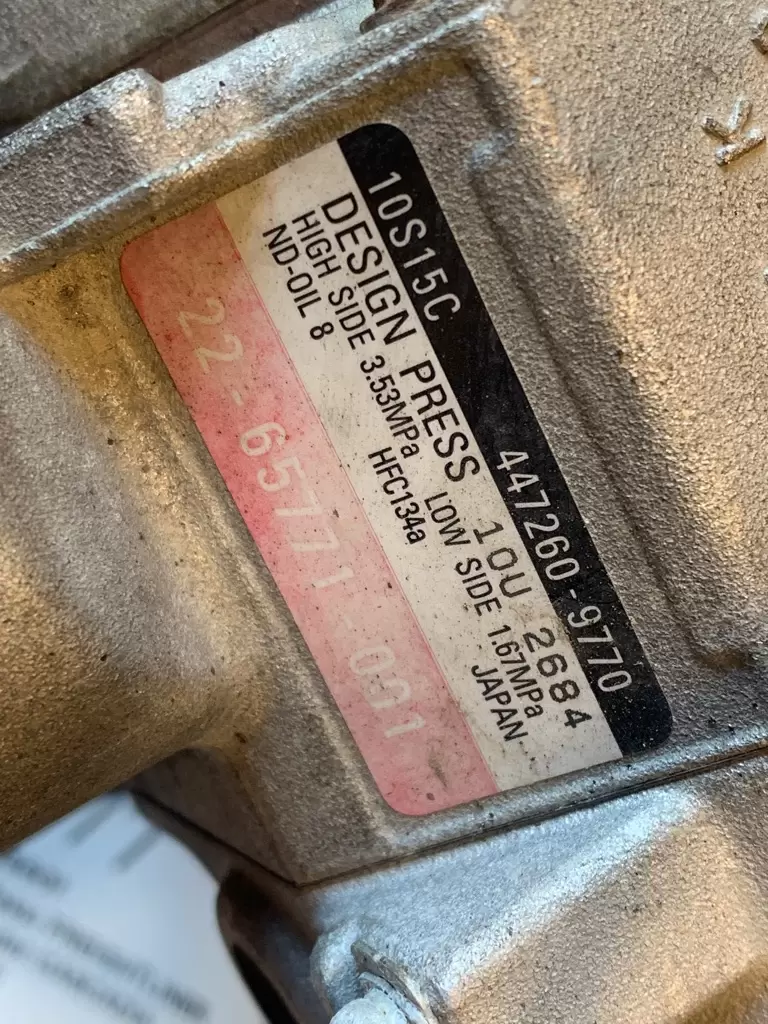 10S15C 447260-9770
DESIGN PRESS 10U 2684
HIGH SIDE 3.53MPa LOW SIDE 1.67MPa
ND-OIL 8 HFC134a JAPAN
22-65771-001
K